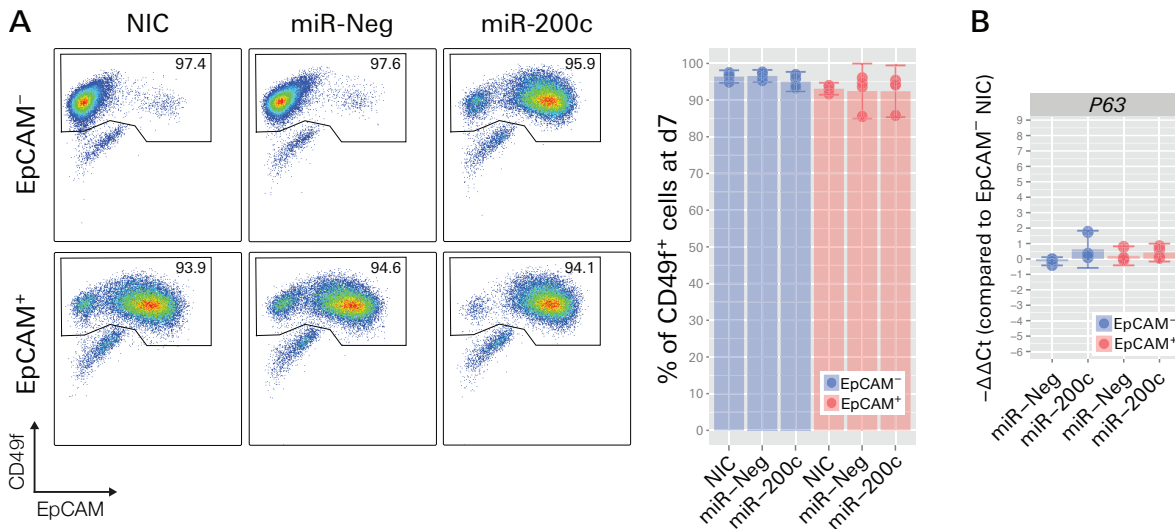 A
NIC
miR-Neg
miR-200c
EpCAM⁻
97.4
97.6
95.9
EpCAM⁺
93.9
94.6
94.1
CD49f
EpCAM
% of CD49f⁺ cells at d7
100
90
80
70
60
50
40
30
20
10
0
EpCAM⁻
EpCAM⁺
NIC
miR–Neg
miR–200c
NIC
miR–Neg
miR–200c
B
P63
–ΔΔCt (compared to EpCAM⁻ NIC)
9
8
7
6
5
4
3
2
1
0
-1
-2
-3
-4
-5
-6
EpCAM⁻
EpCAM⁺
miR–Neg
miR–200c
miR–Neg
miR–200c